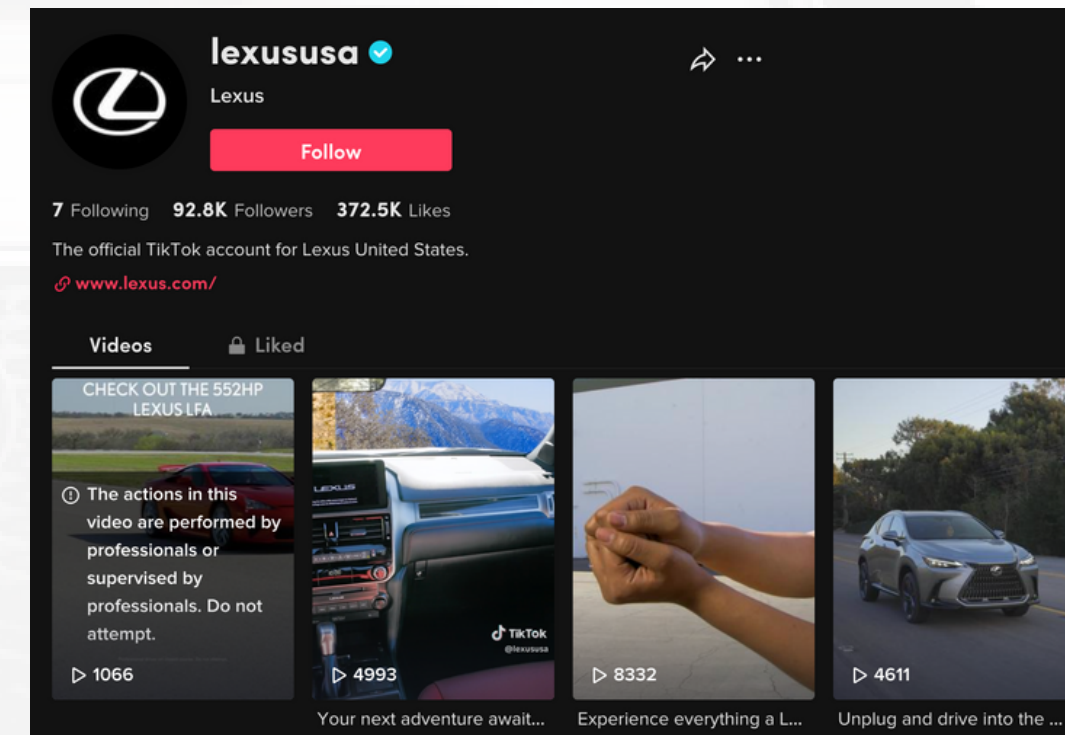 lexususa
Lexus
Follow
7 Following 92.8K Followers 372.5K Likes
The official TikTok account for Lexus United States.
www.lexus.com/
Videos Liked
CHECK OUT THE 552HP
LEXUS LFA
The actions in this
video are performed by
professionals or
supervised by
professionals. Do not
attempt.
1066
LEXUS
TikTok
@lexususa
4993
8332
4611
Your next adventure await...
Experience everything a L...
Unplug and drive into the ...